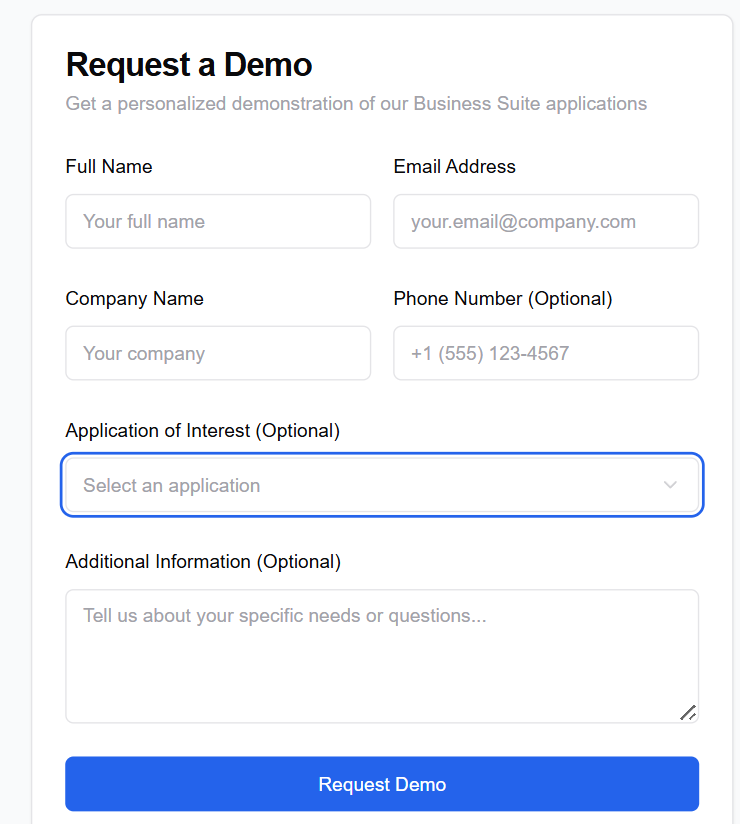 Request a Demo
Get a personalized demonstration of our Business Suite applications
Full Name
Email Address
Your full name
your.email@company.com
Company Name
Phone Number (Optional)
Your company
+1 (555) 123-4567
Application of Interest (Optional)
Select an application
Additional Information (Optional)
Tell us about your specific needs or questions...
Request Demo